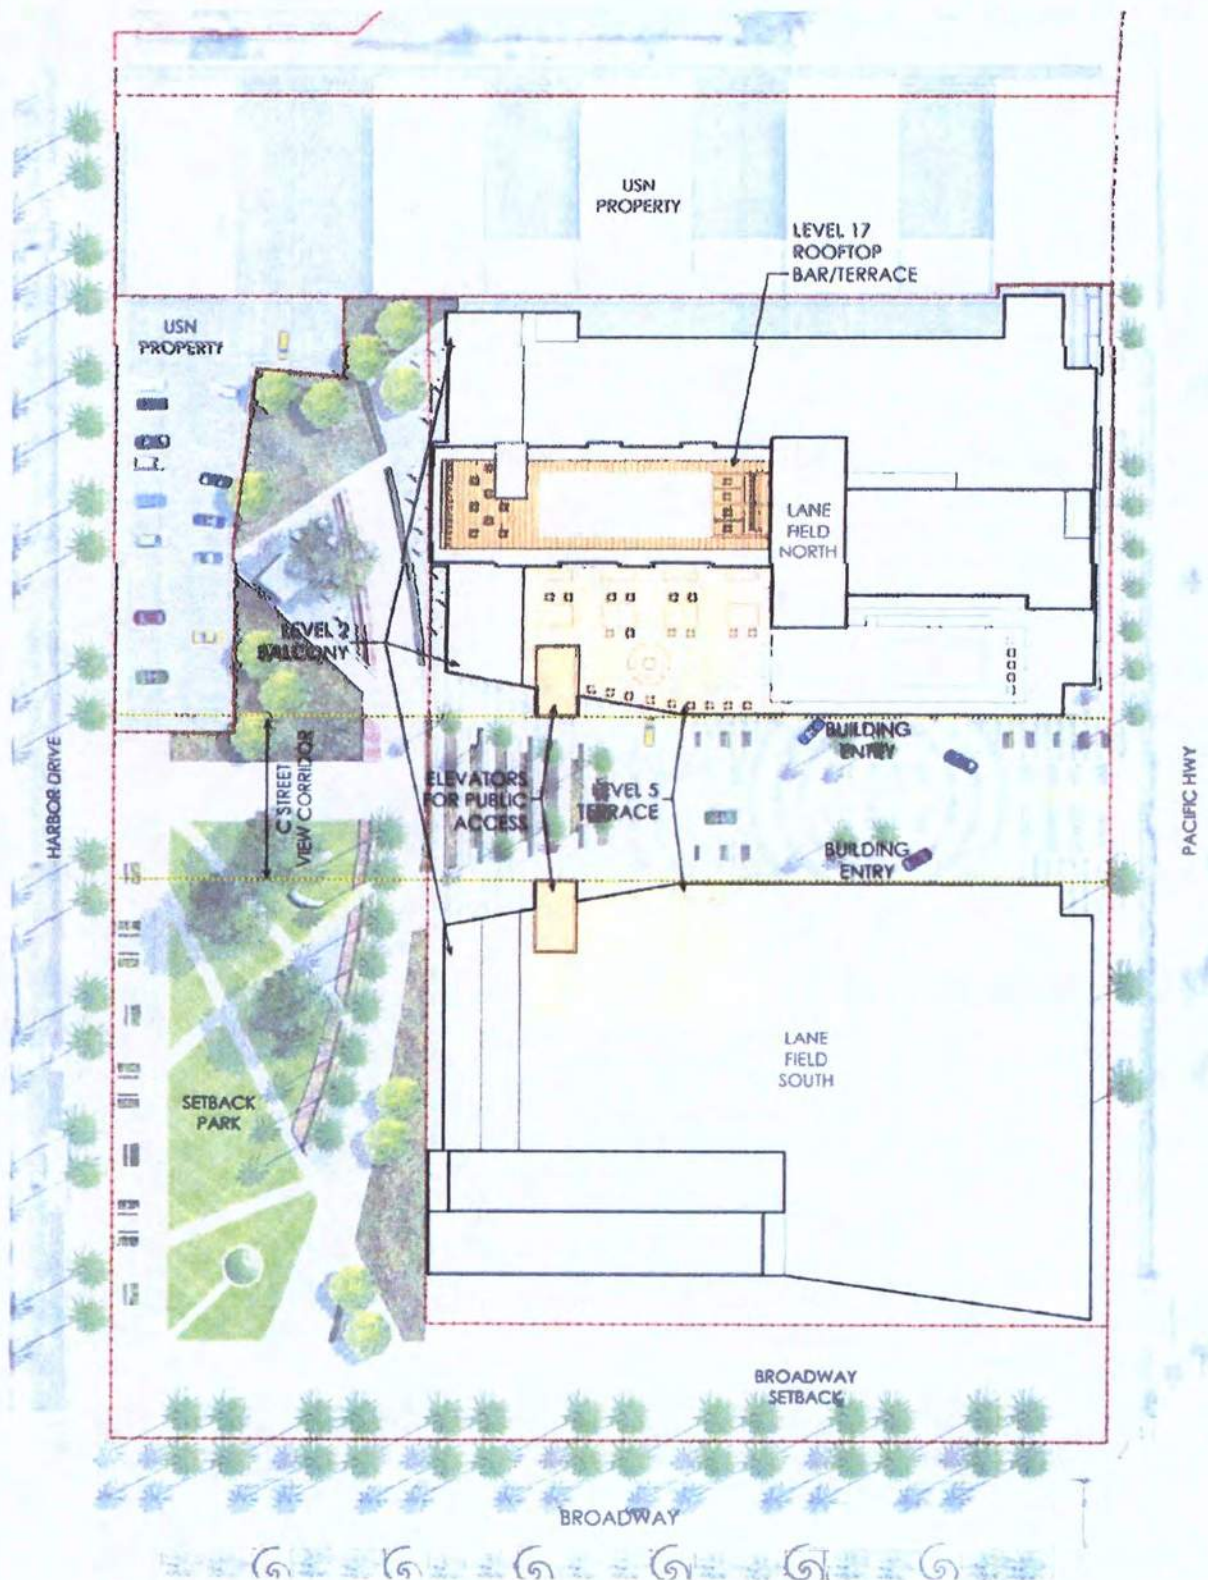 USN
PROPERTY
LEVEL 17
ROOFTOP
BAR/TERRACE
USN
PROPERTY
LANE
FIELD
NORTH
LEVEL 2
BALCONY
C STREET
VIEW CORRIDOR
ELEVATORS
FOR PUBLIC
ACCESS
LEVEL 5
TERRACE
BUILDING
ENTRY
BUILDING
ENTRY
HARBOR DRIVE
PACIFIC HWY
LANE
FIELD
SOUTH
SETBACK
PARK
BROADWAY
SETBACK
BROADWAY